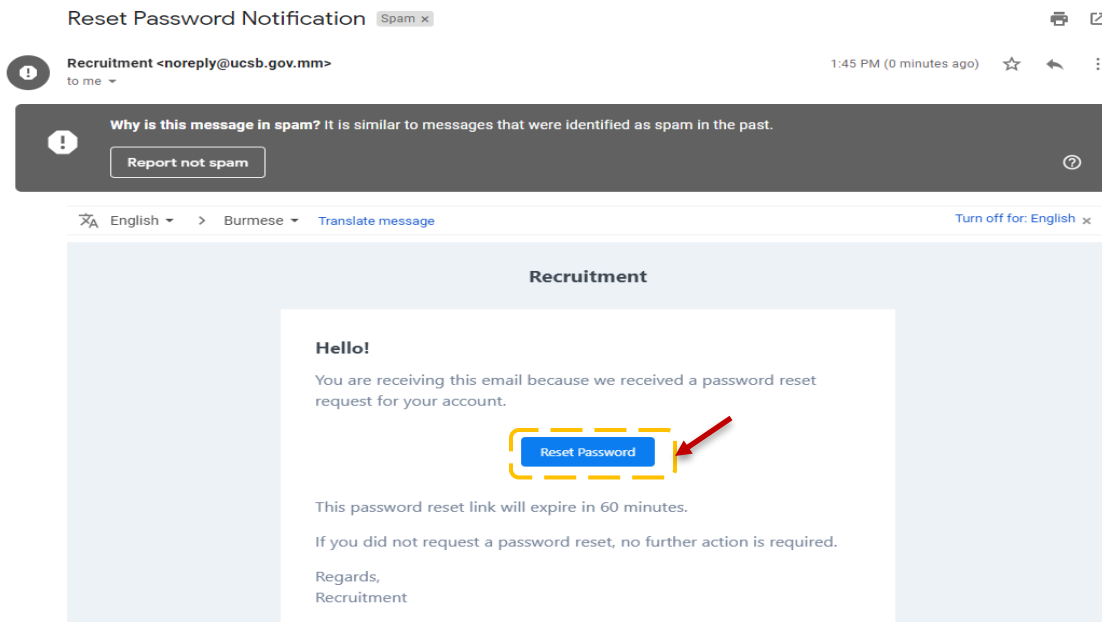 Reset Password Notification Spam ×
Recruitment <noreply@ucsb.gov.mm>
1:45 PM (0 minutes ago)
to me
Why is this message in spam? It is similar to messages that were identified as spam in the past.
Report not spam
English > Burmese Translate message
Turn off for: English ×
Recruitment
Hello!
You are receiving this email because we received a password reset
request for your account.
Reset Password
This password reset link will expire in 60 minutes.
If you did not request a password reset, no further action is required.
Regards,
Recruitment